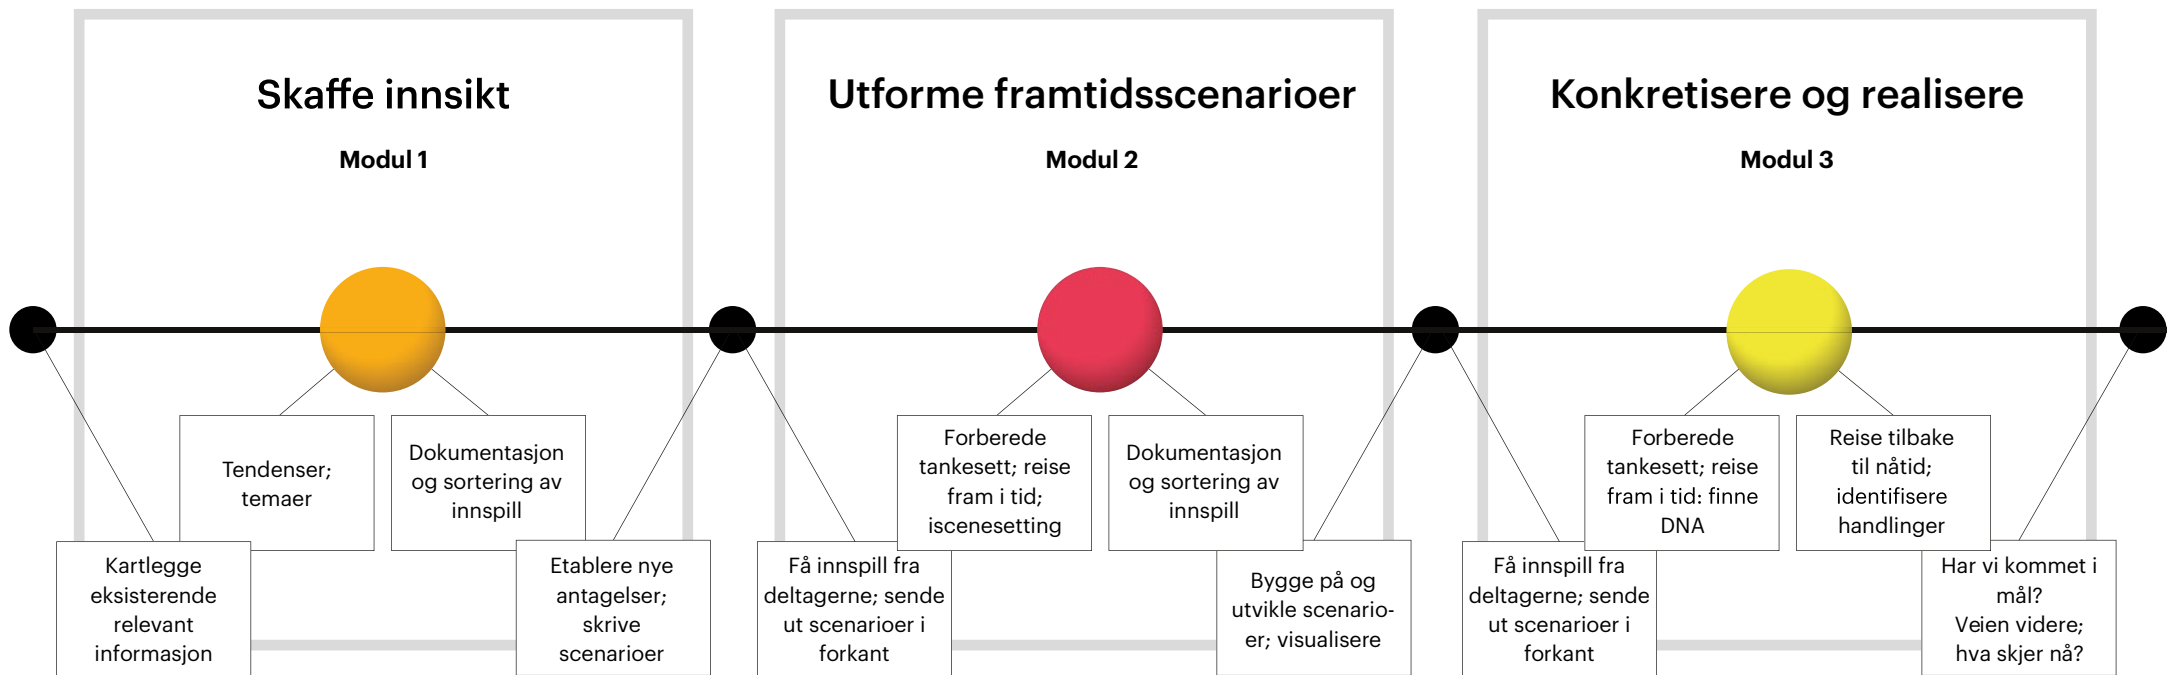 Skaffe innsikt
Modul 1
Utforme framtidsscenarioer
Modul 2
Konkretisere og realisere
Modul 3
Kartlegge
eksisterende
relevant
informasjon
Tendenser;
temaer
Dokumentasjon
og sortering av
innspill
Etablere nye
antagelser;
skrive
scenarioer
Få innspill fra
deltagerne; sende
ut scenarioer i
forkant
Forberede
tankesett; reise
fram i tid;
iscenesetting
Dokumentasjon
og sortering av
innspill
Bygge på og
utvikle scenario-
er; visualisere
Få innspill fra
deltagerne; sende
ut scenarioer i
forkant
Forberede
tankesett; reise
fram i tid: finne
DNA
Reise tilbake
til nåtid;
identifisere
handlinger
Har vi kommet i
mål?
Veien videre;
hva skjer nå?